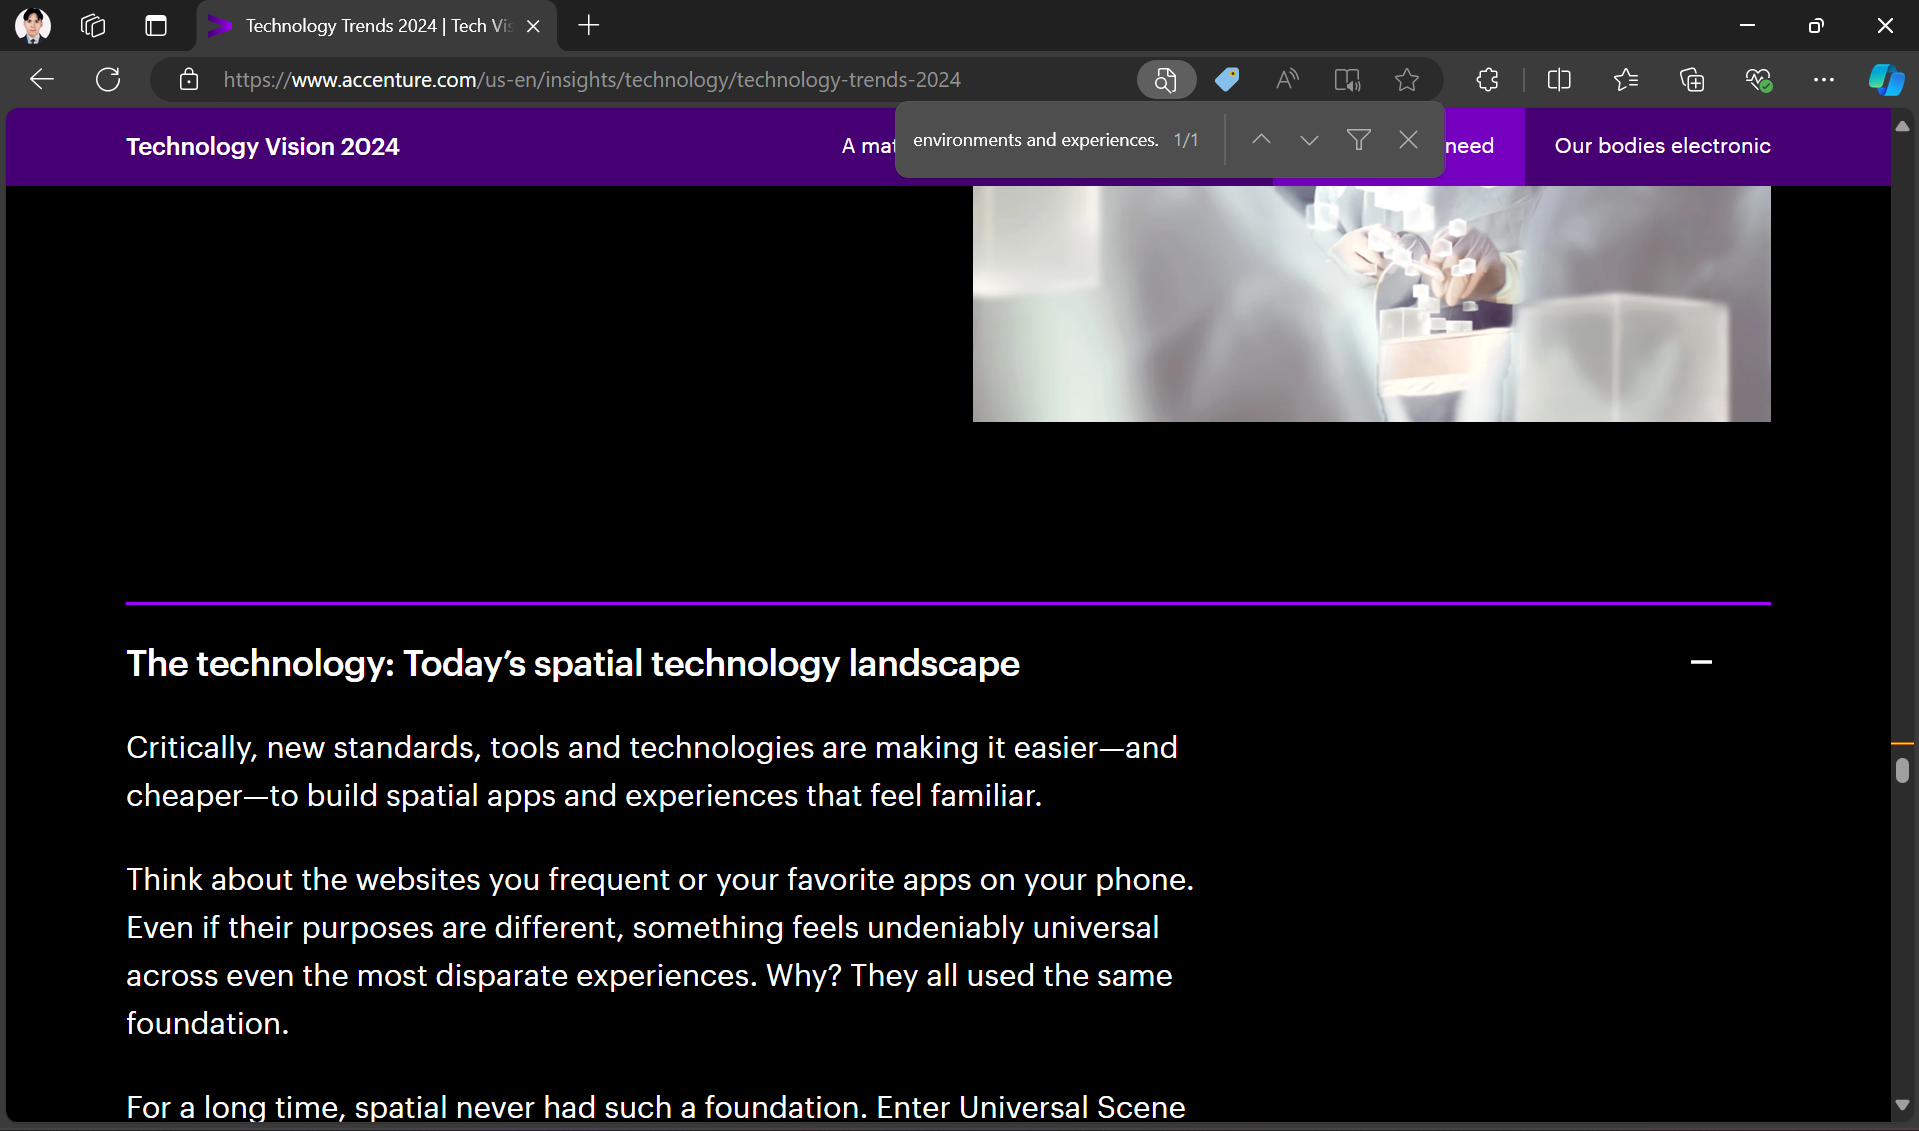 Technology Trends 2024 | Tech Vis
https://www.accenture.com/us-en/insights/technology/technology-trends-2024
environments and experiences. 1/1
Technology Vision 2024
A mat
need
Our bodies electronic
The technology: Today’s spatial technology landscape
Critically, new standards, tools and technologies are making it easier—and
cheaper—to build spatial apps and experiences that feel familiar.
Think about the websites you frequent or your favorite apps on your phone.
Even if their purposes are different, something feels undeniably universal
across even the most disparate experiences. Why? They all used the same
foundation.
For a long time, spatial never had such a foundation. Enter Universal Scene